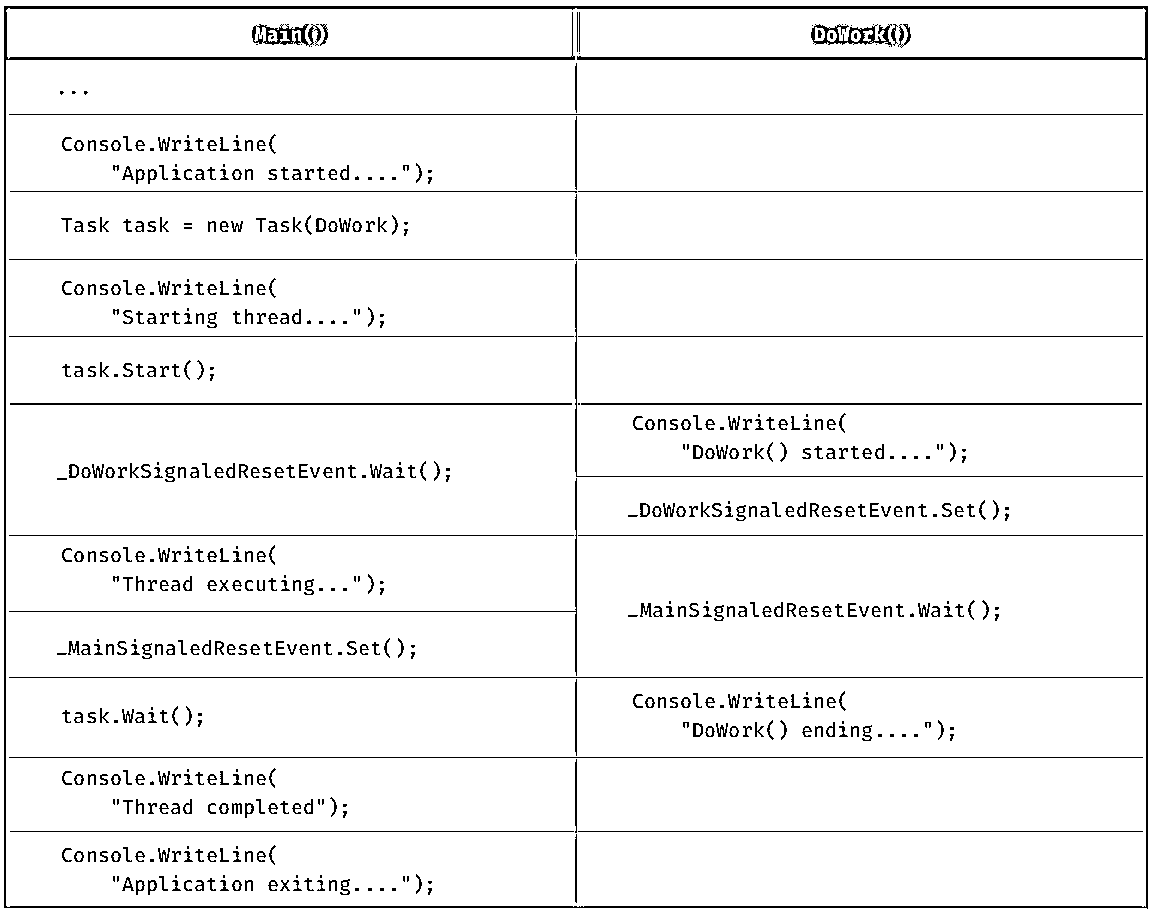 Main() DoWork()
...
Console.WriteLine(
"Application started....");
Task task = new Task(DoWork);
Console.WriteLine(
"Starting thread....");
task.Start();
_DoWorkSignaledResetEvent.Wait();
Console.WriteLine(
"DoWork() started....");
_DoWorkSignaledResetEvent.Set();
Console.WriteLine(
"Thread executing...");
_MainSignaledResetEvent.Wait();
_MainSignaledResetEvent.Set();
task.Wait();
Console.WriteLine(
"DoWork() ending....");
Console.WriteLine(
"Thread completed");
Console.WriteLine(
"Application exiting....");